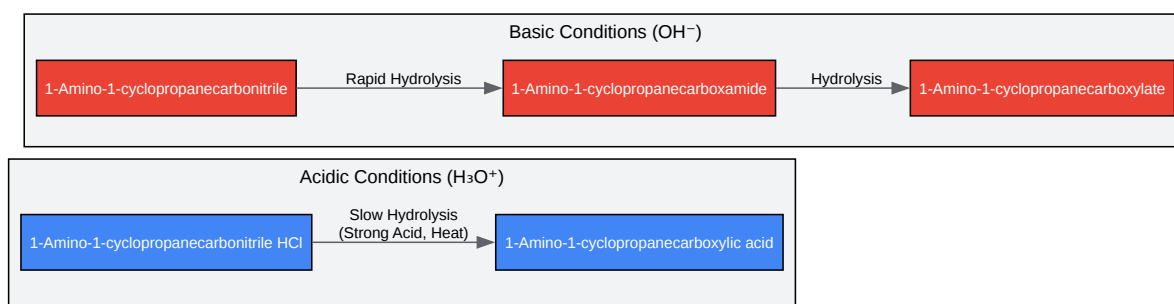 Basic Conditions (OH⁻)
1-Amino-1-cyclopropanecarbonitrile
Rapid Hydrolysis
1-Amino-1-cyclopropanecarboxamide
Hydrolysis
1-Amino-1-cyclopropanecarboxylate
Acidic Conditions (H₃O⁺)
1-Amino-1-cyclopropanecarbonitrile HCl
Slow Hydrolysis
(Strong Acid, Heat)
1-Amino-1-cyclopropanecarboxylic acid